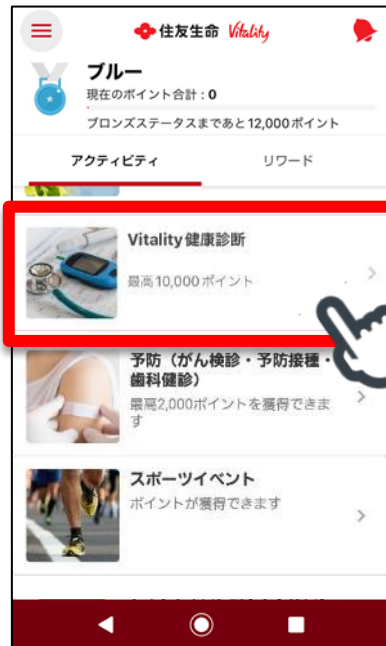 住友生命 Vitality
ブルー
現在のポイント合計：0
ブロンズステータスまであと12,000ポイント
アクティビティ
リワード
Vitality健康診断
最高10,000ポイント
予防（がん検診・予防接種・
歯科健診）
最高2,000ポイントを獲得できま
す
スポーツイベント
ポイントが獲得できます